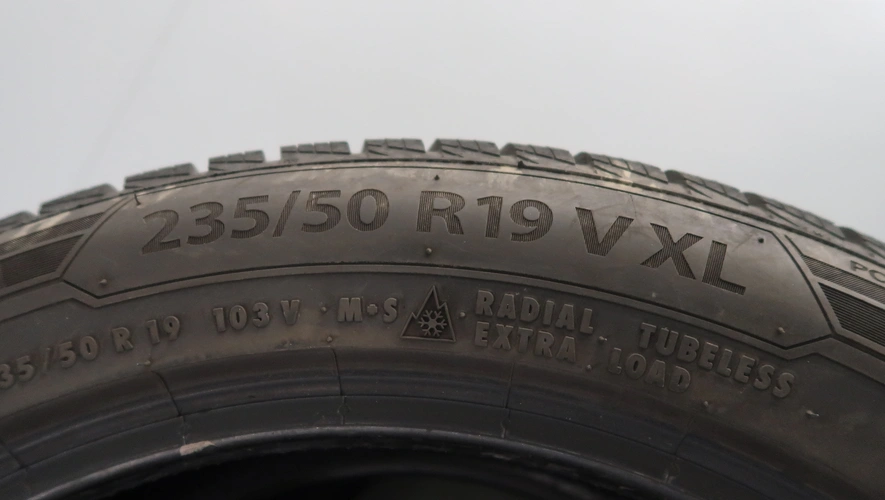 235/50 R19 V XL
35/50 R 19 103 V M•S RADIAL TUBELESS
EXTRA LOAD